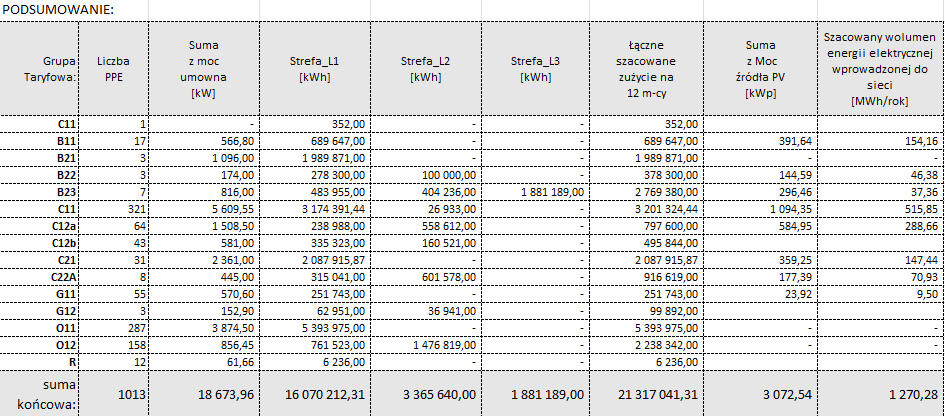 PODSUMOWANIE:
Grupa Taryfowa: | Liczba PPE | Suma z moc umowna [kW] | Strefa_L1 [kWh] | Strefa_L2 [kWh] | Strefa_L3 [kWh] | Łączne szacowane zużycie na 12 m-cy | Suma z Moc źródła PV [kWp] | Szacowany wolumen energii elektrycznej wprowadzonej do sieci [MWh/rok]
C11 | 1 | - | 352,00 | - | - | 352,00 | |
B11 | 17 | 566,80 | 689 647,00 | - | - | 689 647,00 | 391,64 | 154,16
B21 | 3 | 1 096,00 | 1 989 871,00 | - | - | 1 989 871,00 | - | -
B22 | 3 | 174,00 | 278 300,00 | 100 000,00 | - | 378 300,00 | 144,59 | 46,38
B23 | 7 | 816,00 | 483 955,00 | 404 236,00 | 1 881 189,00 | 2 769 380,00 | 296,46 | 37,36
C11 | 321 | 5 609,55 | 3 174 391,44 | 26 933,00 | - | 3 201 324,44 | 1 094,35 | 515,85
C12a | 64 | 1 508,50 | 238 988,00 | 558 612,00 | - | 797 600,00 | 584,95 | 288,66
C12b | 43 | 581,00 | 335 323,00 | 160 521,00 | - | 495 844,00 | |
C21 | 31 | 2 361,00 | 2 087 915,87 | - | - | 2 087 915,87 | 359,25 | 147,44
C22A | 8 | 445,00 | 315 041,00 | 601 578,00 | - | 916 619,00 | 177,39 | 70,93
G11 | 55 | 570,60 | 251 743,00 | - | - | 251 743,00 | 23,92 | 9,50
G12 | 3 | 152,90 | 62 951,00 | 36 941,00 | - | 99 892,00 | |
O11 | 287 | 3 874,50 | 5 393 975,00 | - | - | 5 393 975,00 | - | -
O12 | 158 | 856,45 | 761 523,00 | 1 476 819,00 | - | 2 238 342,00 | - | -
R | 12 | 61,66 | 6 236,00 | - | - | 6 236,00 | |
suma końcowa: | 1013 | 18 673,96 | 16 070 212,31 | 3 365 640,00 | 1 881 189,00 | 21 317 041,31 | 3 072,54 | 1 270,28